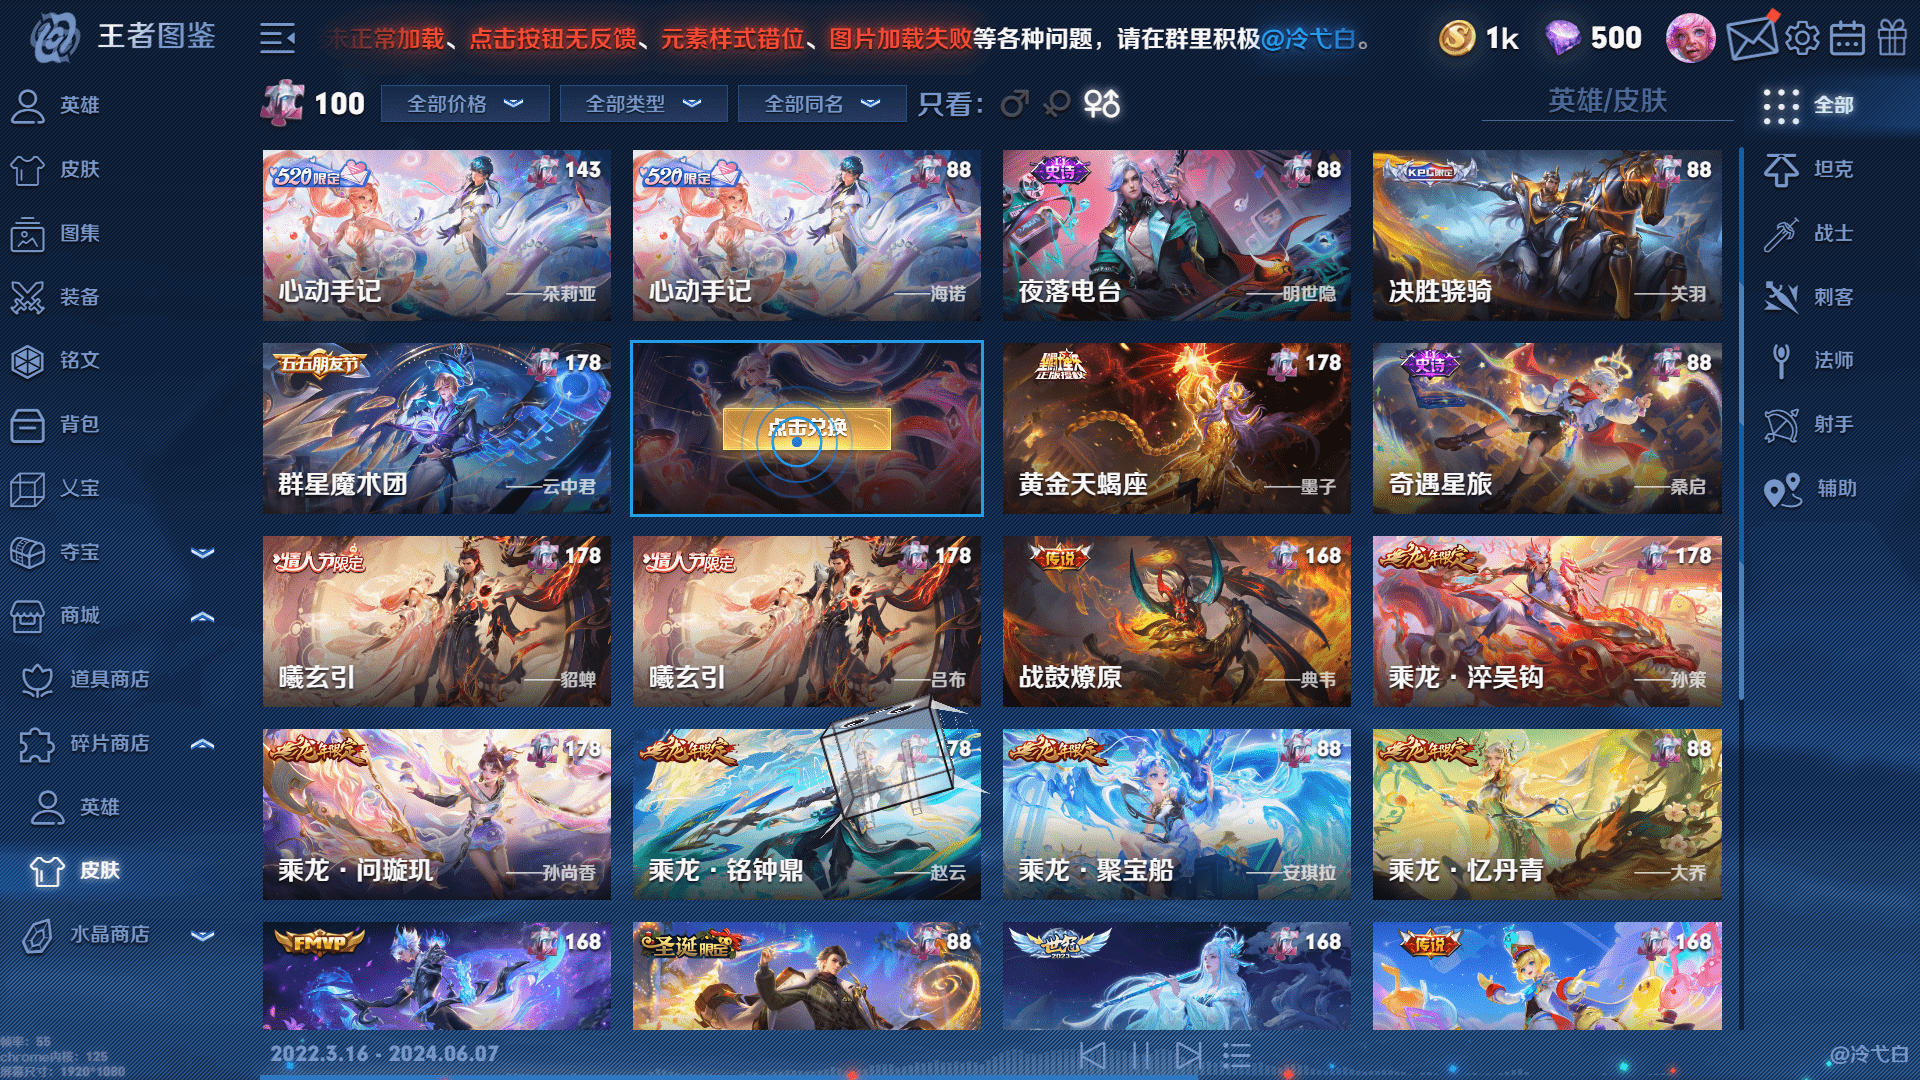 王者图鉴
未正常加载、点击按钮无反馈、元素样式错位、图片加载失败等各种问题，请在群里积极@冷弋白。
1k
500
100
全部价格
全部类型
全部同名
只看：
英雄/皮肤
英雄
皮肤
图集
装备
铭文
背包
乂宝
夺宝
商城
道具商店
碎片商店
英雄
皮肤
水晶商店
520限定
143
心动手记
——朵莉亚
520限定
88
心动手记
——海诺
史诗
88
夜落电台
——明世隐
KPL限定
88
决胜骁骑
——关羽
五五朋友节
178
群星魔术团
——云中君
点击兑换
正版授权
178
黄金天蝎座
——墨子
史诗
88
奇遇星旅
——桑启
情人节限定
178
曦玄引
——貂蝉
情人节限定
178
曦玄引
——吕布
传说
168
战鼓燎原
——典韦
龙年限定
178
乘龙·淬吴钩
——孙策
龙年限定
178
乘龙·问璇玑
——孙尚香
龙年限定
78
乘龙·铭钟鼎
——赵云
龙年限定
88
乘龙·聚宝船
——安琪拉
龙年限定
88
乘龙·忆丹青
——大乔
FMVP
168
圣诞限定
88
世冠
2023
168
传说
168
全部
坦克
战士
刺客
法师
射手
辅助
帧率：55
chrome内核：125
屏幕尺寸：1920*1080
2022.3.16 - 2024.06.07
@冷弋白